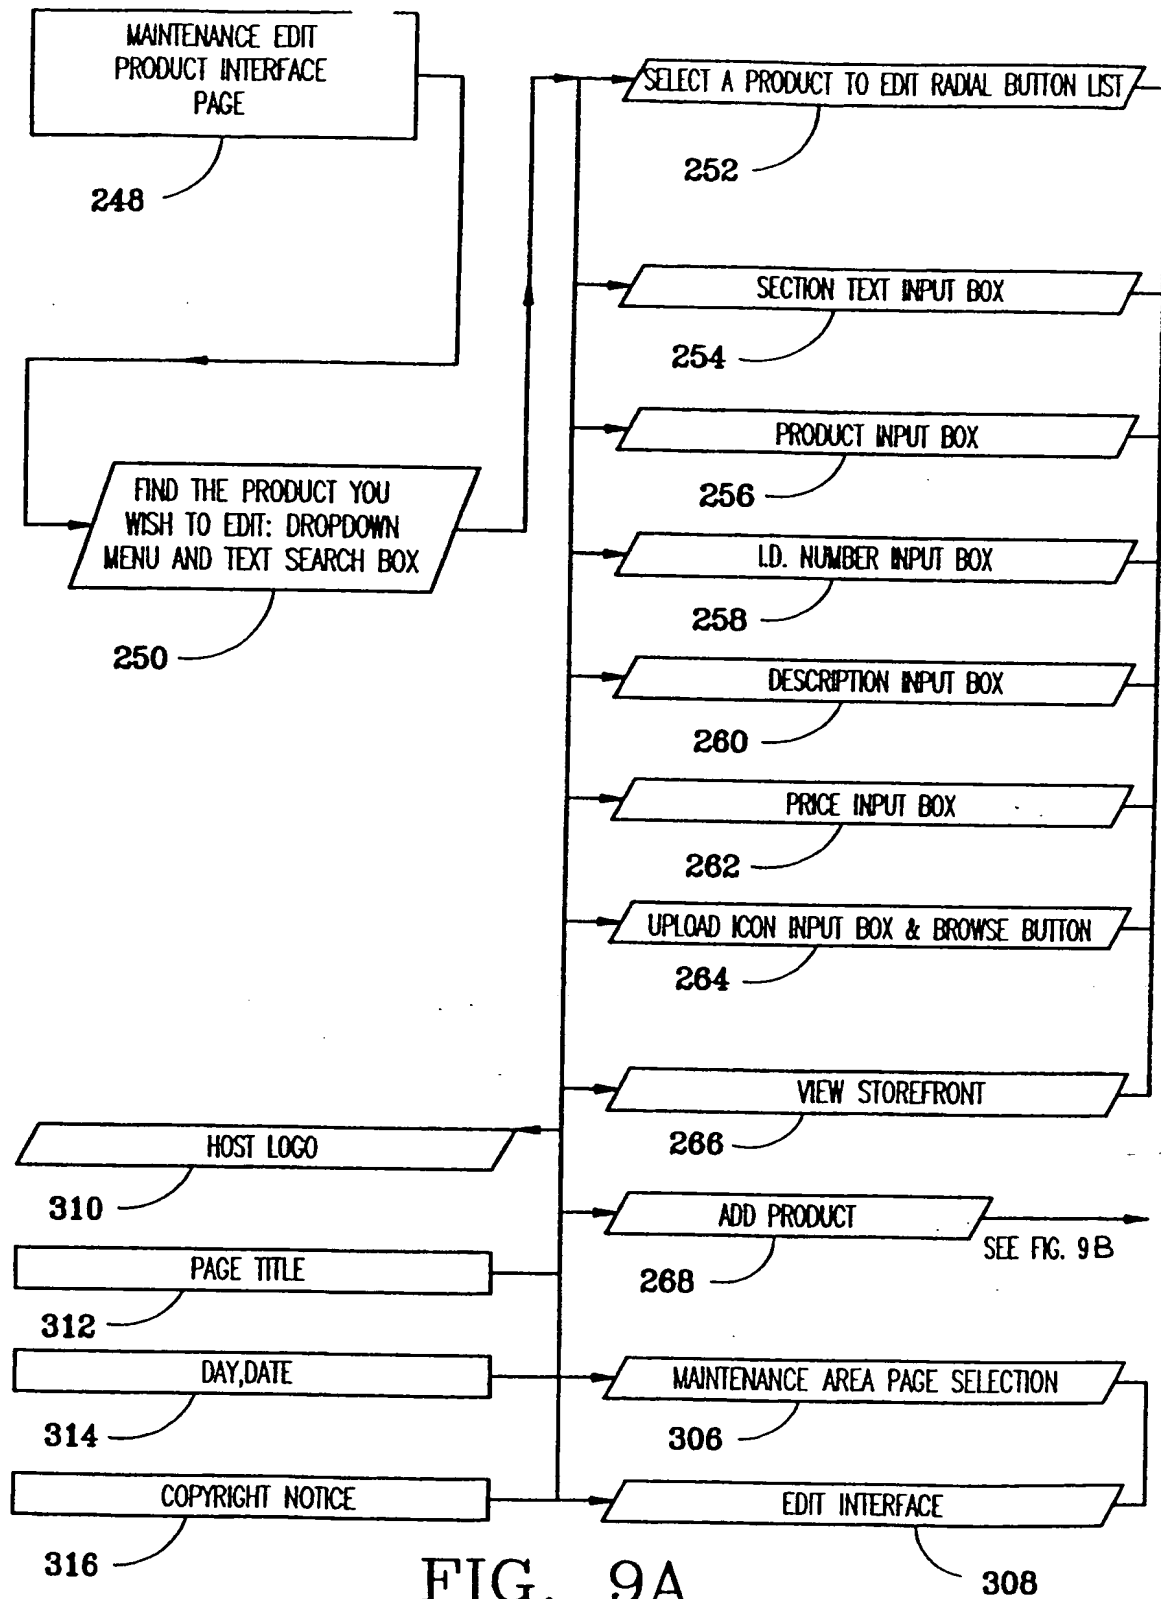 MAINTENANCE EDIT
PRODUCT INTERFACE
PAGE
248
FIND THE PRODUCT YOU
WISH TO EDIT: DROPDOWN
MENU AND TEXT SEARCH BOX
250
SELECT A PRODUCT TO EDIT RADIAL BUTTON LIST
252
SECTION TEXT INPUT BOX
254
PRODUCT INPUT BOX
256
I.D. NUMBER INPUT BOX
258
DESCRIPTION INPUT BOX
260
PRICE INPUT BOX
262
UPLOAD ICON INPUT BOX & BROWSE BUTTON
264
VIEW STOREFRONT
266
HOST LOGO
310
ADD PRODUCT
SEE FIG. 9B
268
PAGE TITLE
312
DAY,DATE
314
MAINTENANCE AREA PAGE SELECTION
306
COPYRIGHT NOTICE
316
EDIT INTERFACE
308
FIG. 9A